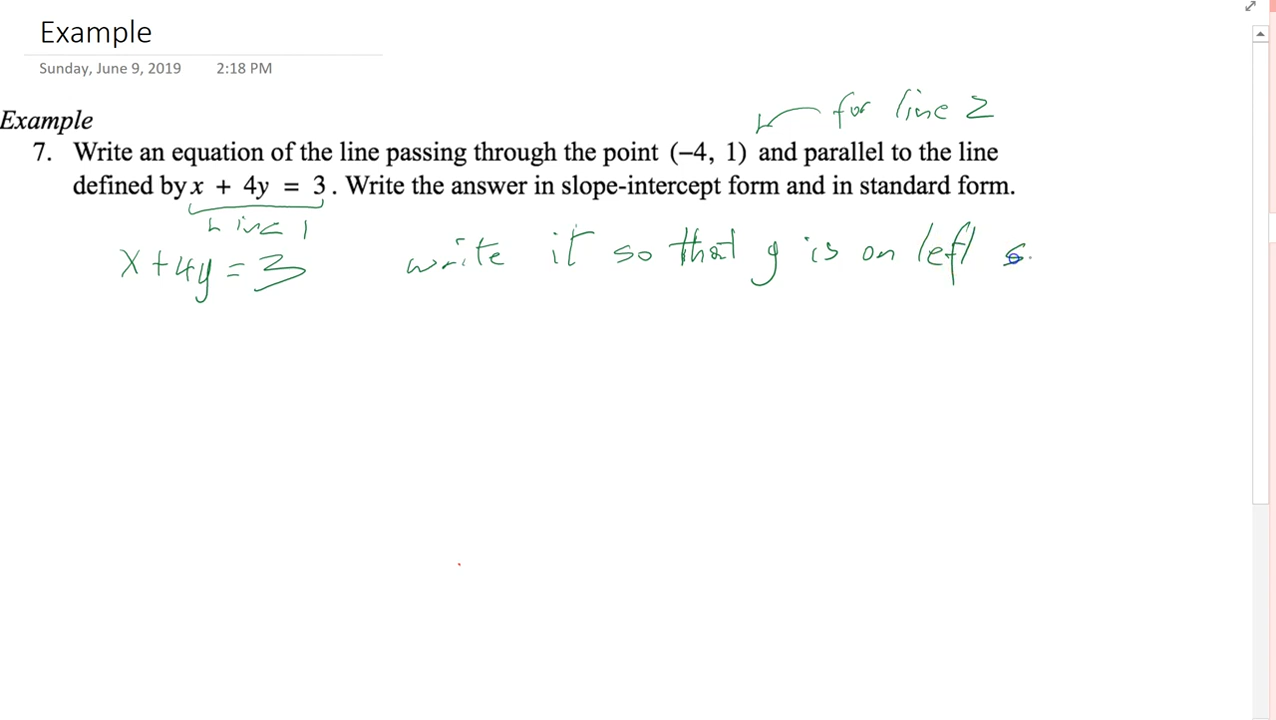 Example
Sunday, June 9, 2019 2:18 PM
for line 2
Example
7. Write an equation of the line passing through the point (−4, 1) and parallel to the line
defined by x + 4y = 3. Write the answer in slope-intercept form and in standard form.
Line 1
x+4y=3 write it so that y is on left s